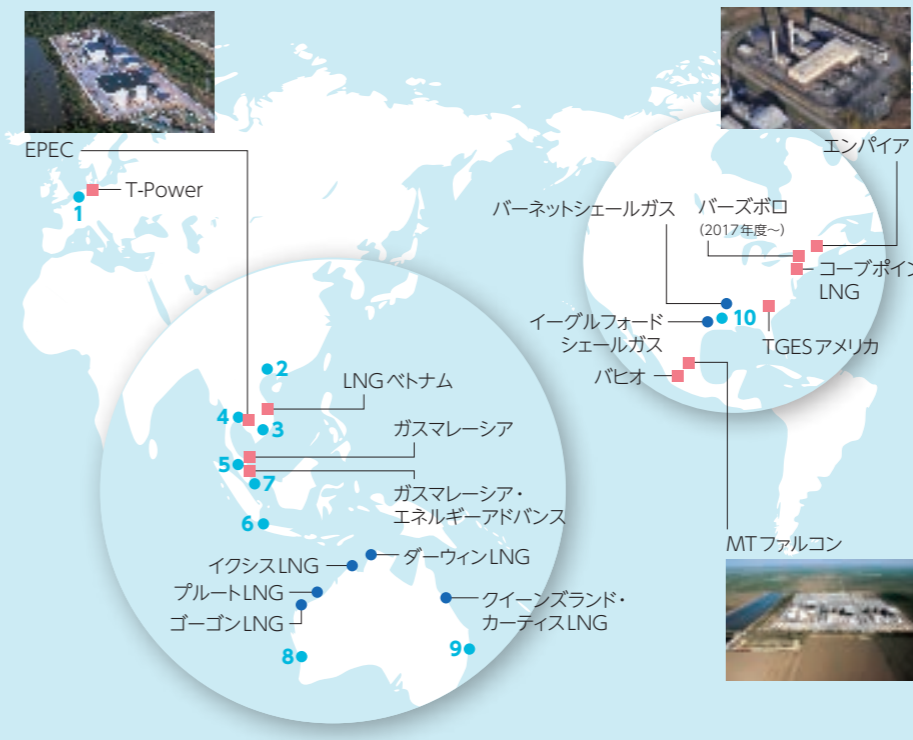 EPEC
T-Power
1
2
LNGベトナム
4
3
ガスマレーシア
5
7
ガスマレーシア・
エネルギーアドバンス
6
イクシスLNG
ダーウィンLNG
プルートLNG
ゴーゴンLNG
クイーンズランド・
カーティスLNG
8
9
エンパイア
バーネットシェールガス
バーズボロ
(2017年度~)
コーブポイン
LNG
10
イーグルフォード
シェールガス
TGESアメリカ
バヒオ
MTファルコン